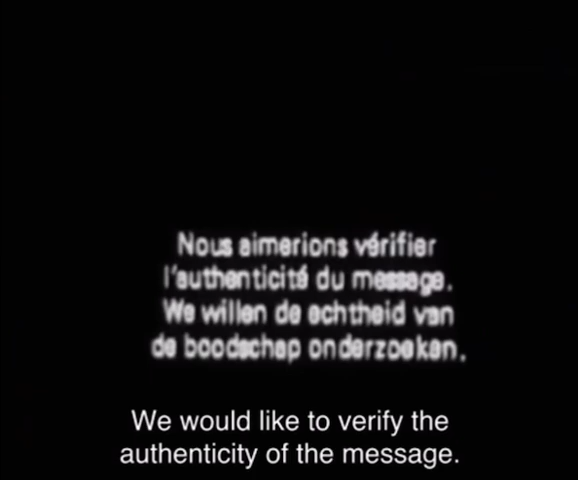 Nous aimerions vérifier
l'authenticité du message.
We willen de echtheid van
de boodschap onderzoeken.
We would like to verify the
authenticity of the message.